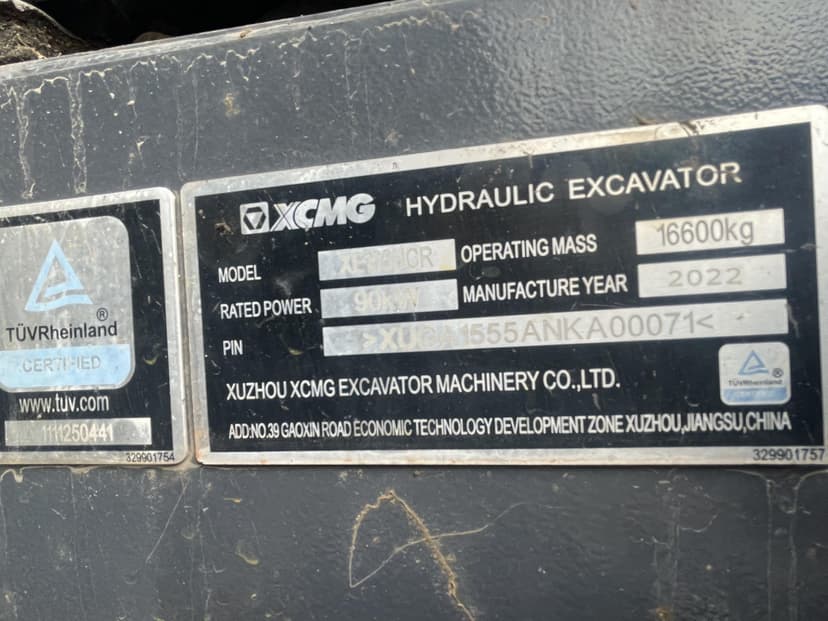 TÜVRheinland
®
CERTIFIED
www.tuv.com
1111250441
329901754
XCMG HYDRAULIC EXCAVATOR
MODEL OPERATING MASS 16600kg
RATED POWER 90kW MANUFACTURE YEAR 2022
PIN
XUZHOU XCMG EXCAVATOR MACHINERY CO.,LTD.
TÜVRheinland
ADD:NO.39 GAOXIN ROAD ECONOMIC TECHNOLOGY DEVELOPMENT ZONE XUZHOU,JIANGSU,CHINA
329901757